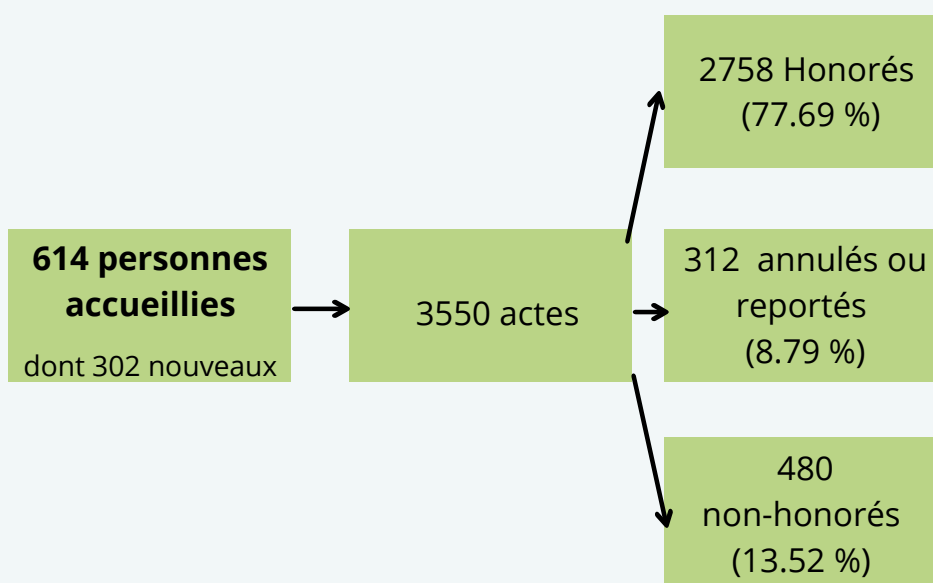 614 personnes
accueillies
dont 302 nouveaux
3550 actes
2758 Honorés
(77.69 %)
312 annulés ou
reportés
(8.79 %)
480
non-honorés
(13.52 %)